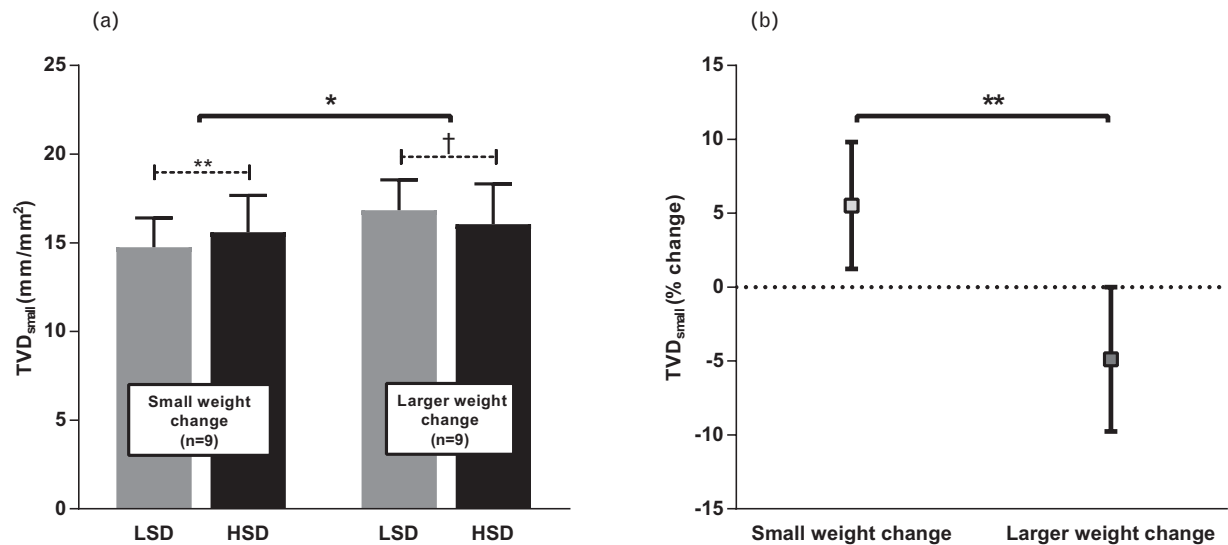 (a)
25
20
15
10
5
0
TVDsmall (mm/mm²)
*
**
†
Small weight
change
(n=9)
Larger weight
change
(n=9)
LSD
HSD
LSD
HSD
(b)
15
10
5
0
-5
-10
-15
TVDsmall (% change)
**
Small weight change
Larger weight change